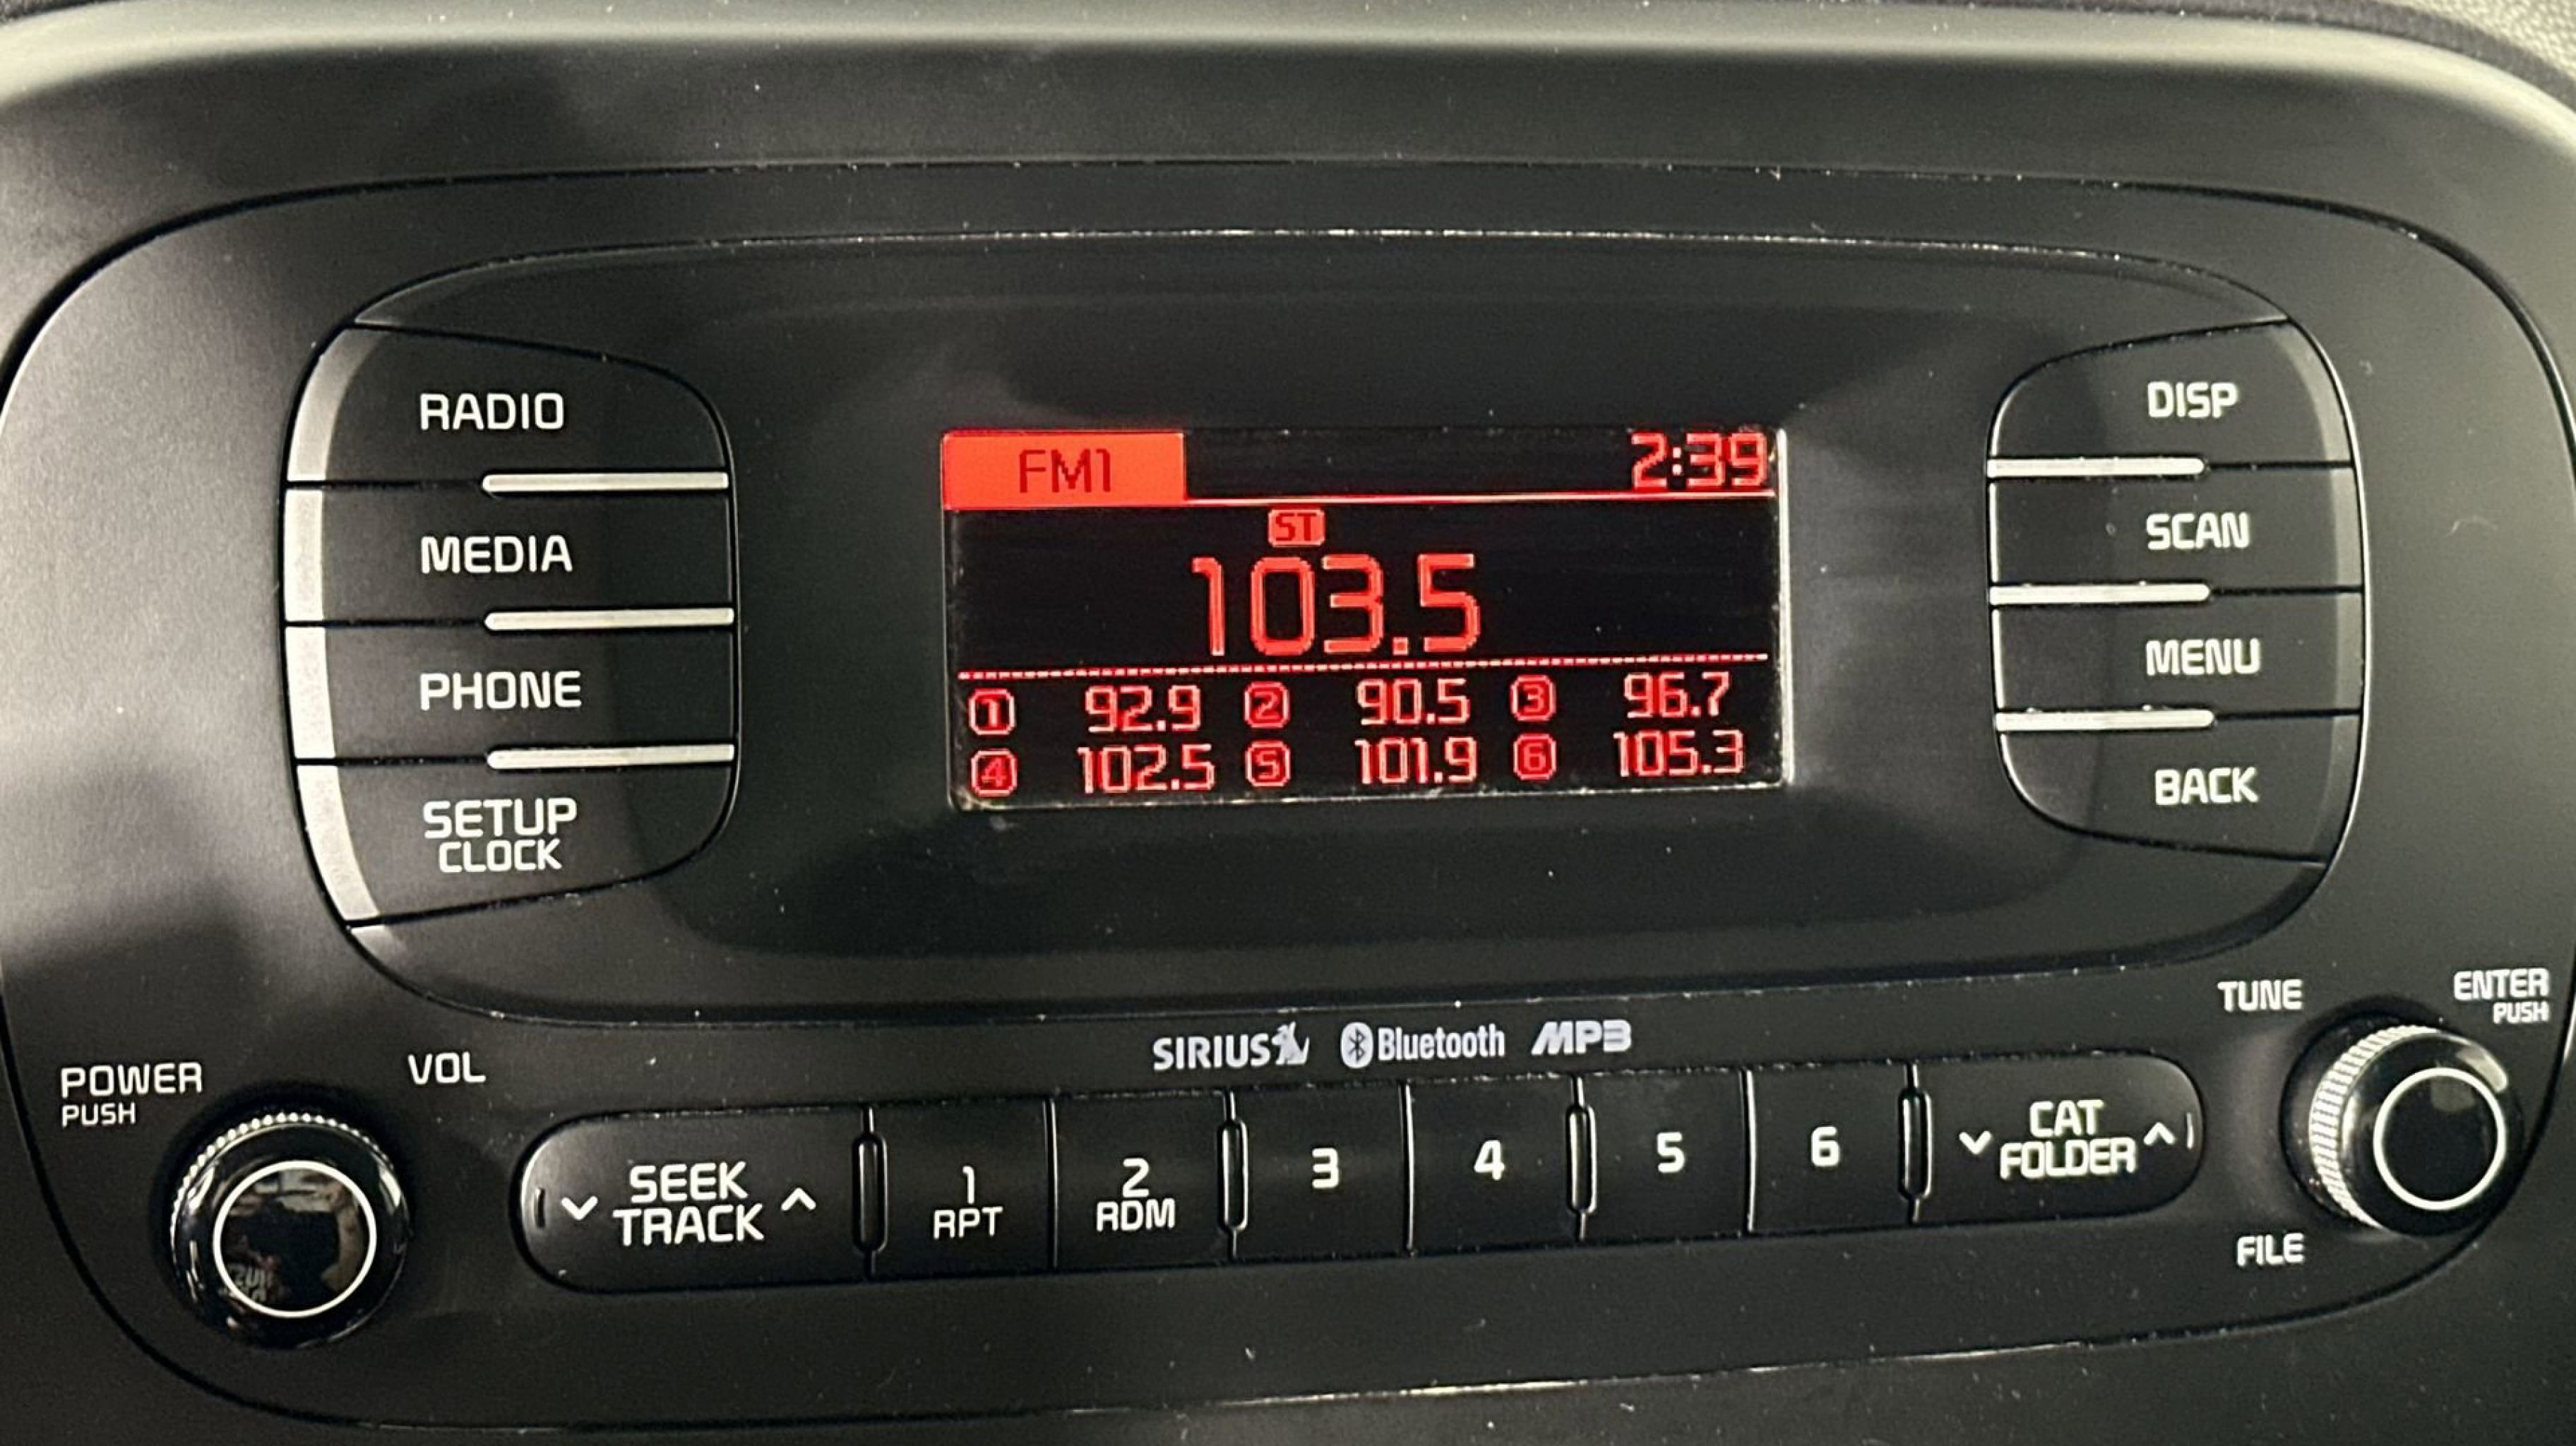 RADIO
MEDIA
PHONE
SETUP
CLOCK
FM1 2:39
ST
103.5
1 92.9 2 90.5 3 96.7
4 102.5 5 101.9 6 105.3
DISP
SCAN
MENU
BACK
SIRIUS Bluetooth MP3
POWER
PUSH
VOL
SEEK
TRACK
1
RPT
2
RDM
3
4
5
6
CAT
FOLDER
TUNE
ENTER
PUSH
FILE